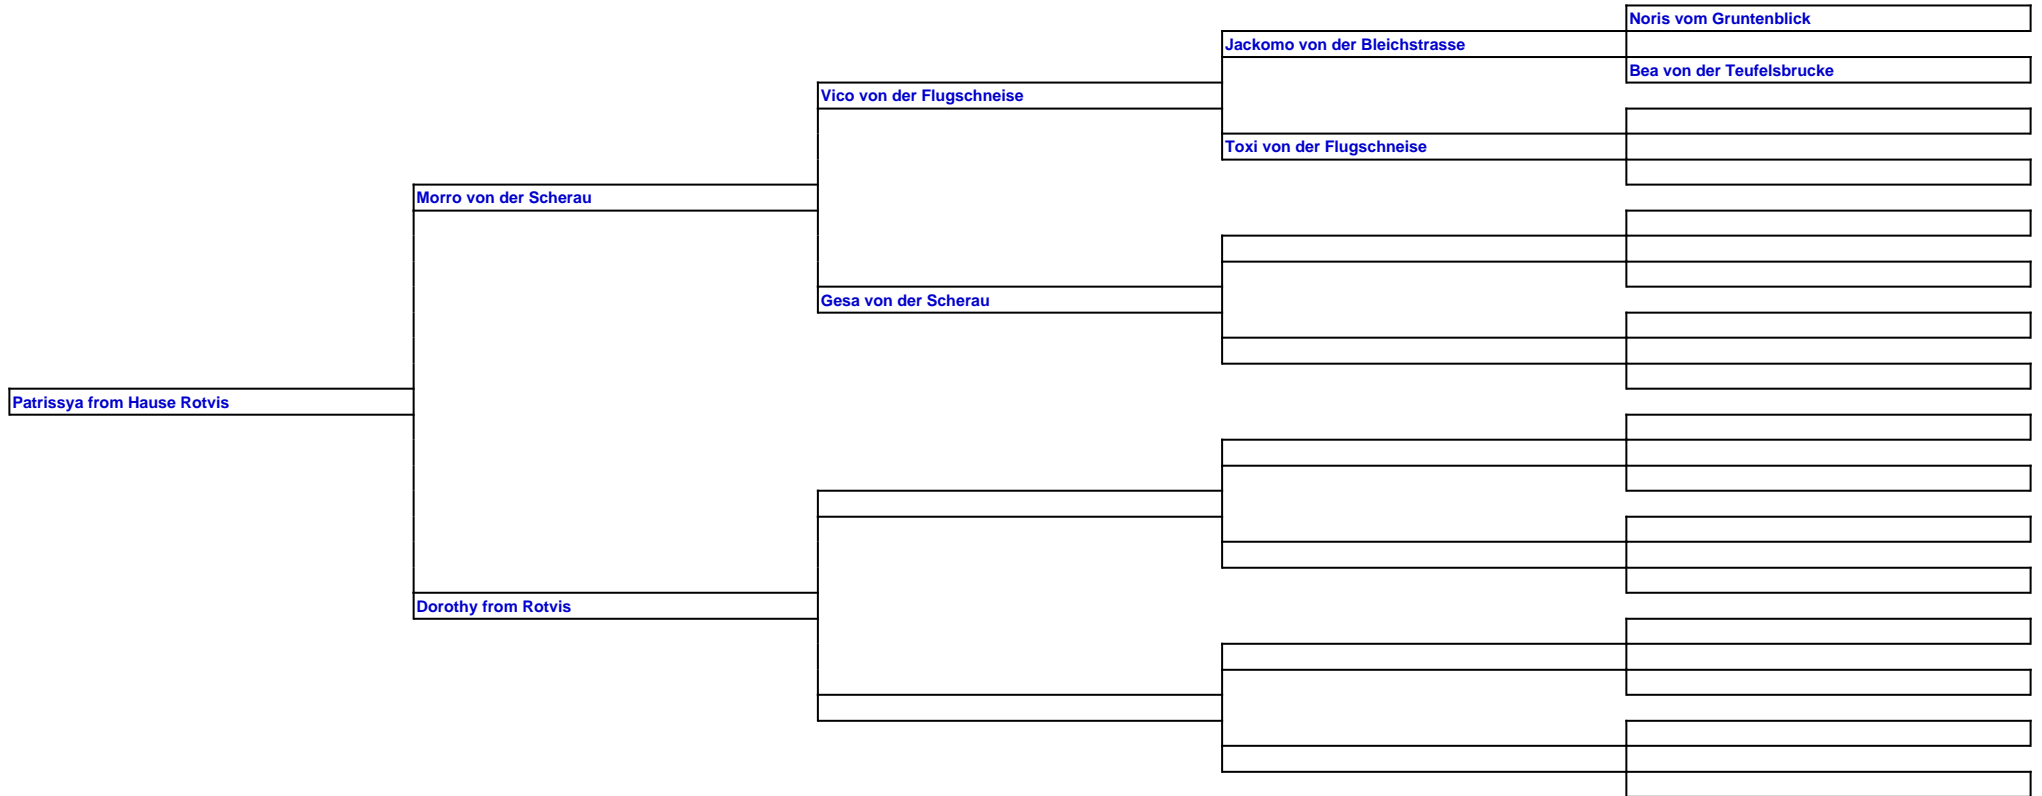 Noris vom Gruntenblick
Jackomo von der Bleichstrasse
Bea von der Teufelsbrucke
Vico von der Flugschneise
Toxi von der Flugschneise
Morro von der Scherau
Gesa von der Scherau
Patrissya from Hause Rotvis
Dorothy from Rotvis